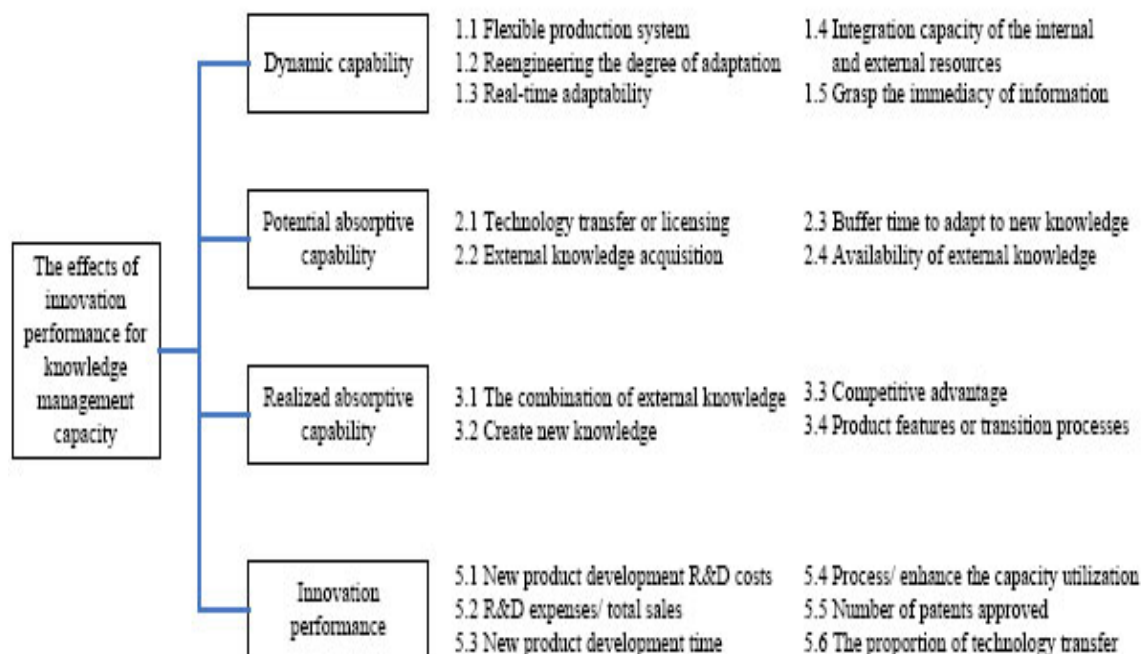 The effects of
innovation
performance for
knowledge
management
capacity
Dynamic capability
1.1 Flexible production system
1.2 Reengineering the degree of adaptation
1.3 Real-time adaptability
1.4 Integration capacity of the internal
and external resources
1.5 Grasp the immediacy of information
Potential absorptive
capability
2.1 Technology transfer or licensing
2.2 External knowledge acquisition
2.3 Buffer time to adapt to new knowledge
2.4 Availability of external knowledge
Realized absorptive
capability
3.1 The combination of external knowledge
3.2 Create new knowledge
3.3 Competitive advantage
3.4 Product features or transition processes
Innovation
performance
5.1 New product development R&D costs
5.2 R&D expenses/ total sales
5.3 New product development time
5.4 Process/ enhance the capacity utilization
5.5 Number of patents approved
5.6 The proportion of technology transfer